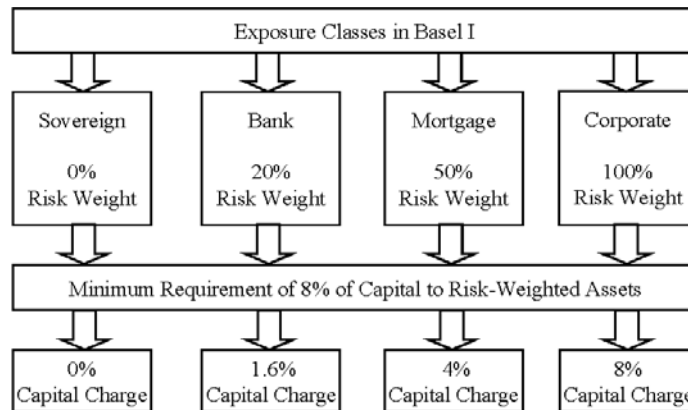 Exposure Classes in Basel I
Sovereign
0%
Risk Weight
Bank
20%
Risk Weight
Mortgage
50%
Risk Weight
Corporate
100%
Risk Weight
Minimum Requirement of 8% of Capital to Risk-Weighted Assets
0%
Capital Charge
1.6%
Capital Charge
4%
Capital Charge
8%
Capital Charge